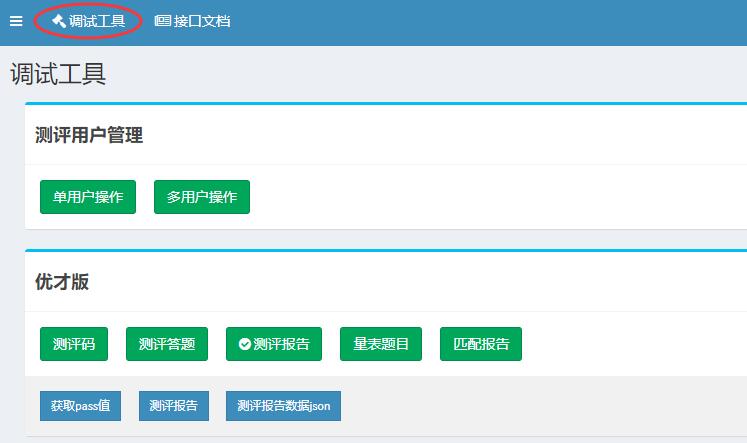 调试工具 接口文档
调试工具
测评用户管理
单用户操作 多用户操作
优才版
测评码 测评答题 测评报告 量表题目 匹配报告
获取pass值 测评报告 测评报告数据json